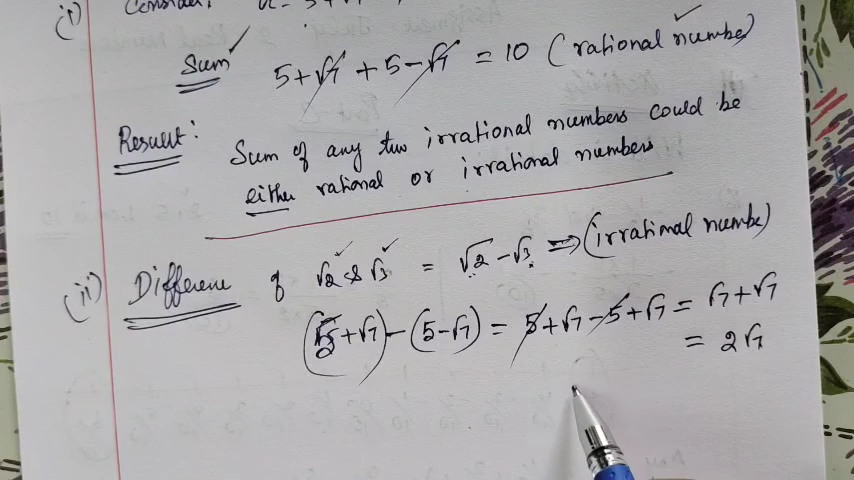 (i) Consider,
Sum 5+√7 + 5-√7 = 10 (rational number)
Result: Sum of any two irrational numbers could be
either rational or irrational numbers
(ii) Difference of √2 & √3 = √2 - √3 ⇒ (irrational number)
(5+√7) - (5-√7) = 5+√7 - 5+√7 = √7+√7
= 2√7